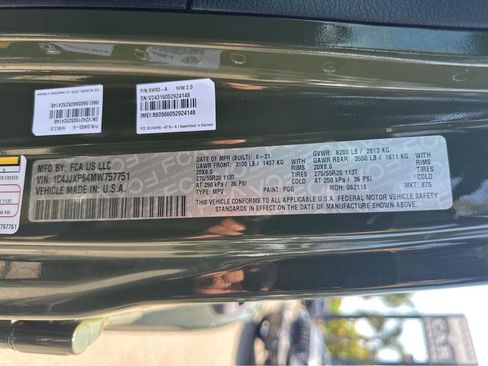 P/N:SW03-A H/W:2.0
SN:V24316052924148
IMEI:860566052924148
MFD BY: FCA US LLC
VIN: 1C4JJXP64MW757751
VEHICLE MADE IN: U.S.A.
DATE OF MFR (BUILT): 6-21
GAWR FRONT: 3100 LB / 1407 KG
20X8.0 RIMS
275/55R20 113T TIRES
AT 250 kPa / 36 PSI
TYPE: MPV PAINT: PGG
GVWR: 6200 LB / 2813 KG
GAWR REAR: 3550 LB / 1611 KG
20X8.0 RIMS
275/55R20 113T TIRES
AT 250 kPa / 36 PSI
MDH: 062118 MKT: 875
THIS VEHICLE CONFORMS TO ALL APPLICABLE U.S.A. FEDERAL MOTOR VEHICLE SAFETY
STANDARDS IN EFFECT ON THE DATE OF MANUFACTURE SHOWN ABOVE.